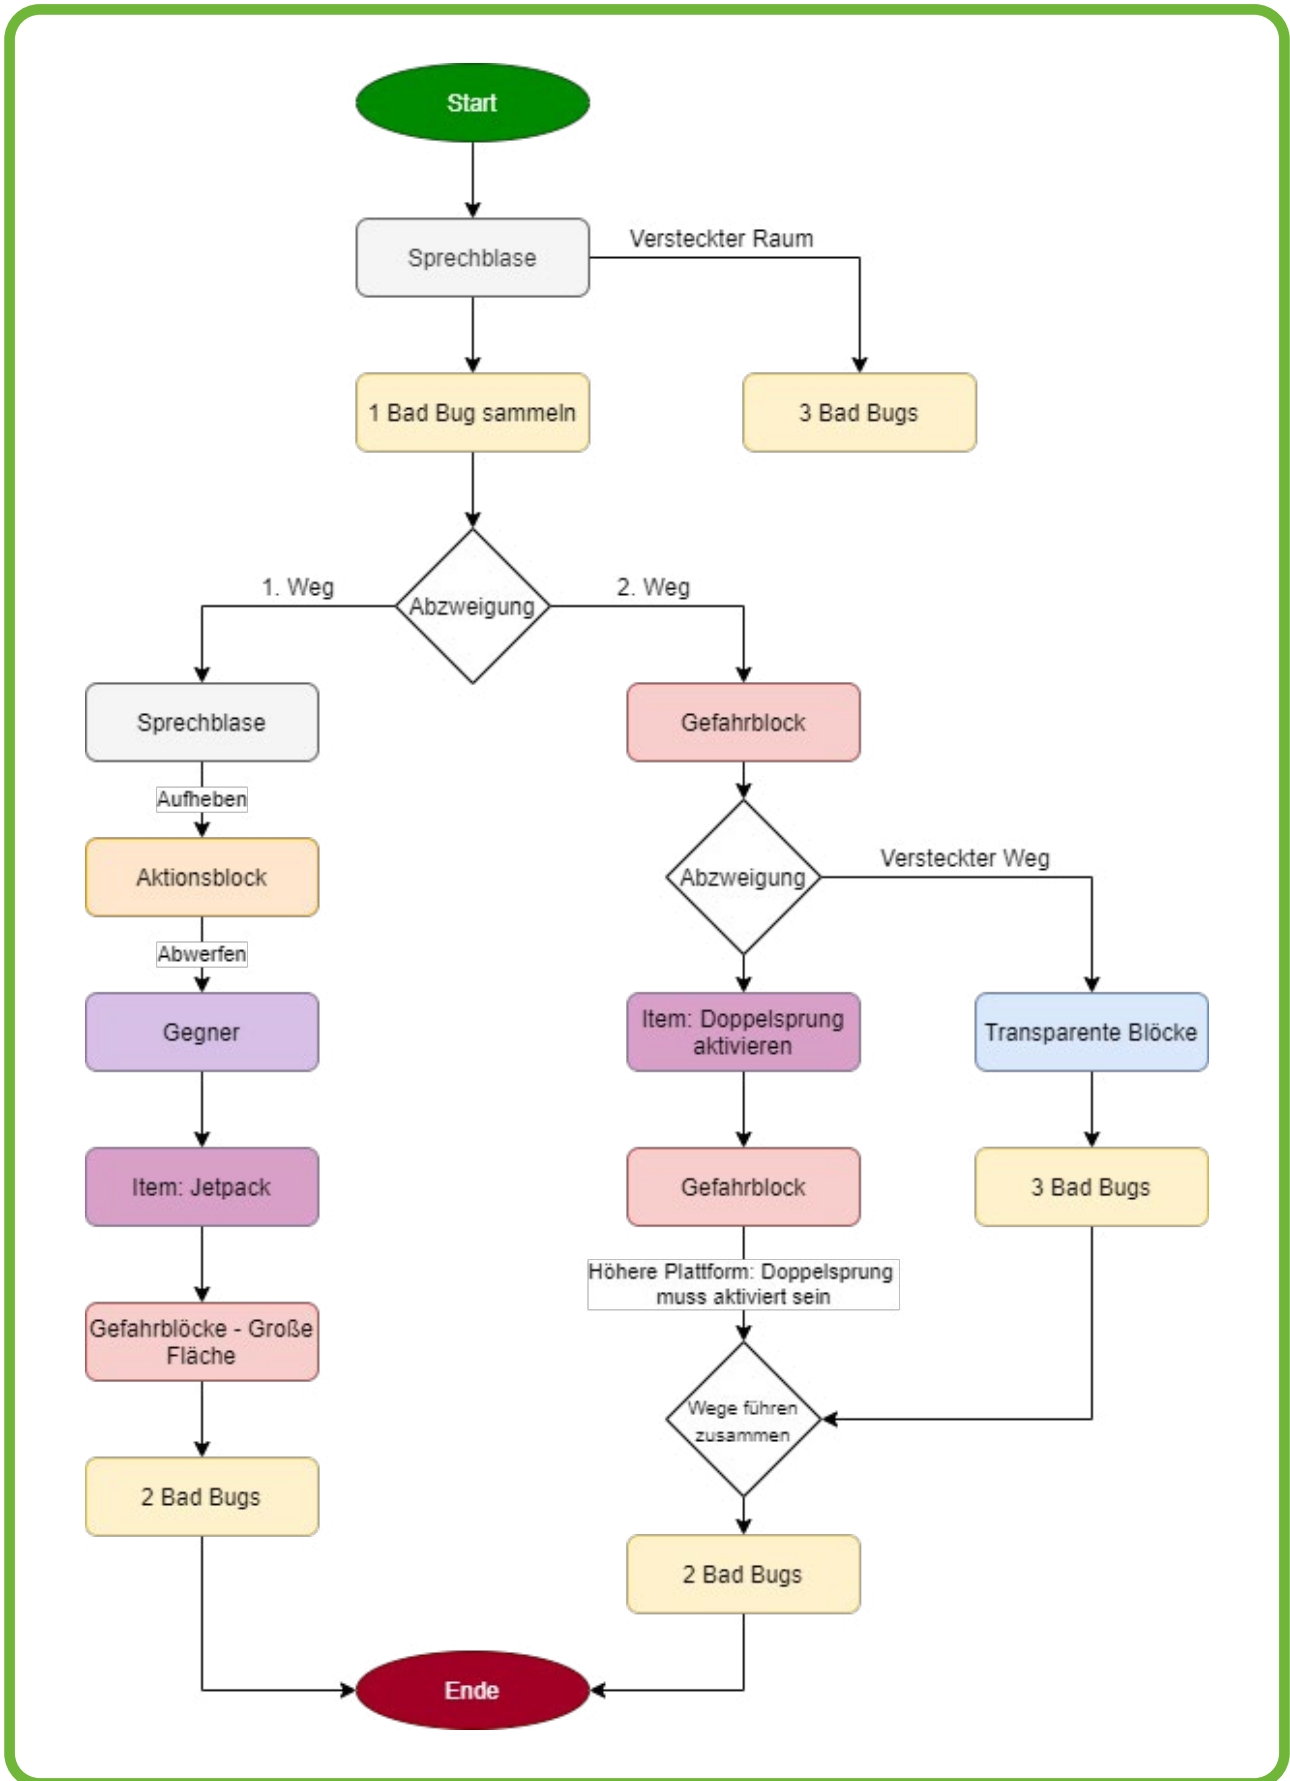 Start
Sprechblase
Versteckter Raum
1 Bad Bug sammeln
3 Bad Bugs
Abzweigung
1. Weg
2. Weg
Sprechblase
Aufheben
Aktionsblock
Abwerfen
Gegner
Item: Jetpack
Gefahrblöcke - Große
Fläche
2 Bad Bugs
Gefahrblock
Abzweigung
Versteckter Weg
Item: Doppelsprung
aktivieren
Transparente Blöcke
Gefahrblock
3 Bad Bugs
Höhere Plattform: Doppelsprung
muss aktiviert sein
Wege führen
zusammen
2 Bad Bugs
Ende